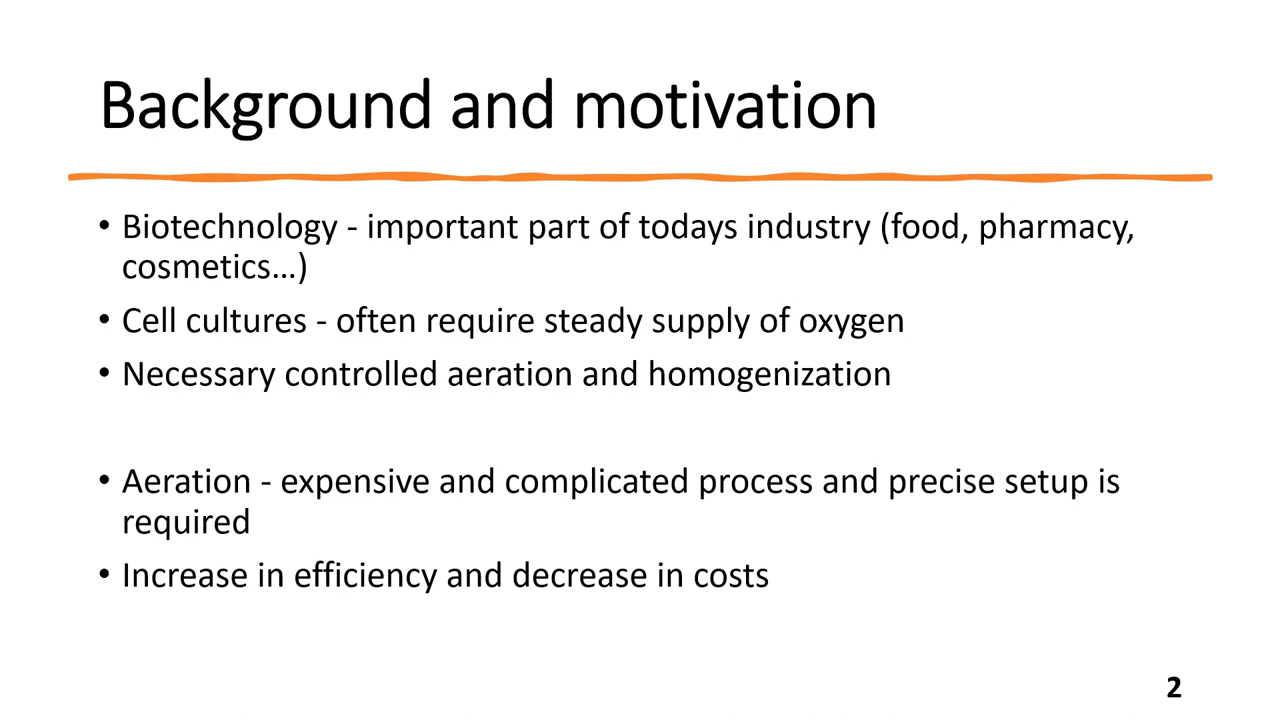 Background and motivation
• Biotechnology - important part of todays industry (food, pharmacy,
cosmetics…)
• Cell cultures - often require steady supply of oxygen
• Necessary controlled aeration and homogenization
• Aeration - expensive and complicated process and precise setup is
required
• Increase in efficiency and decrease in costs
2